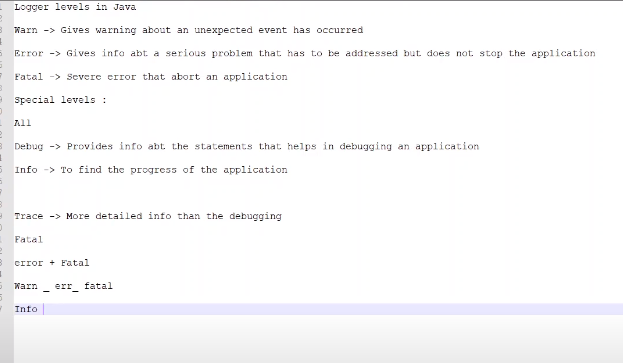 Logger levels in Java
Warn -> Gives warning about an unexpected event has occurred
Error -> Gives info abt a serious problem that has to be addressed but does not stop the application
Fatal -> Severe error that abort an application
Special levels :
All
Debug -> Provides info abt the statements that helps in debugging an application
Info -> To find the progress of the application
Trace -> More detailed info than the debugging
Fatal
error + Fatal
Warn _ err_ fatal
Info